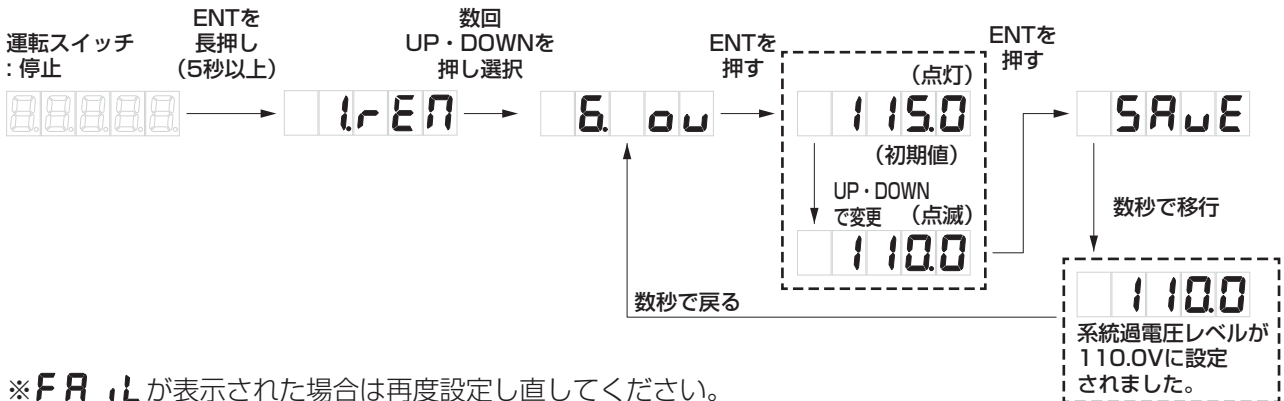 運転スイッチ
: 停止
ENTを
長押し
(5秒以上)
1.rEM
数回
UP・DOWNを
押し選択
6. ou
ENTを
押す
(点灯)
115.0
(初期値)
UP・DOWN
で変更 (点滅)
110.0
ENTを
押す
SAuE
数秒で移行
110.0
系統過電圧レベルが
110.0Vに設定
されました。
数秒で戻る
※FAiLが表示された場合は再度設定し直してください。